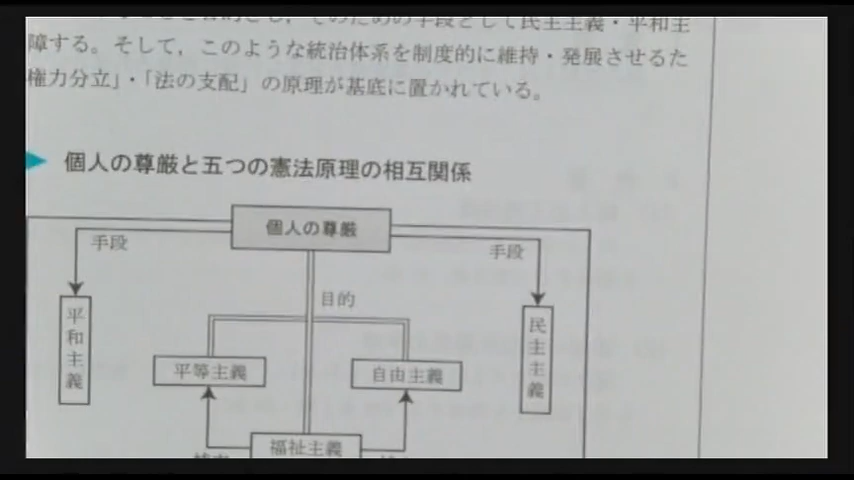 障する。そして，このような統治体系を制度的に維持・発展させるた
権力分立」・「法の支配」の原理が基底に置かれている。
個人の尊厳と五つの憲法原理の相互関係
個人の尊厳
手段
手段
目的
平和主義
民主主義
平等主義
自由主義
福祉主義